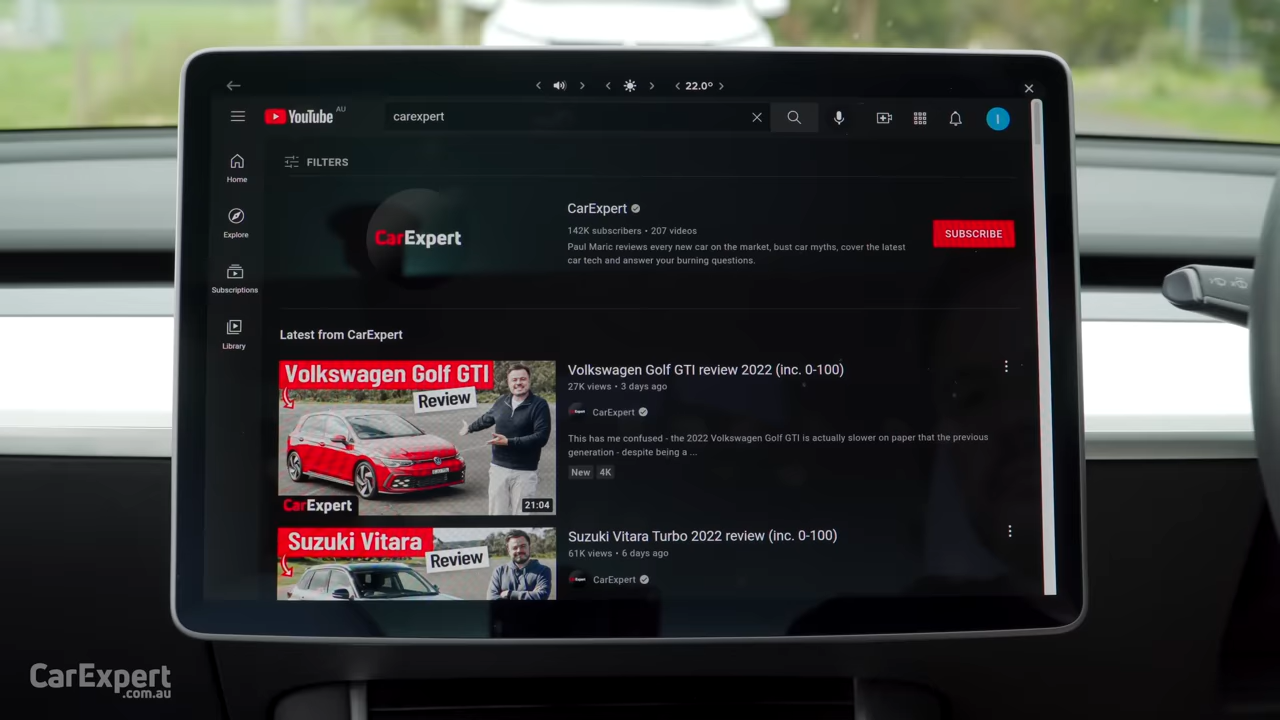 22.0°
YouTube AU
carexpert
FILTERS
Home
Explore
Subscriptions
Library
CarExpert
CarExpert
142K subscribers • 207 videos
Paul Maric reviews every new car on the market, bust car myths, cover the latest
car tech and answer your burning questions.
SUBSCRIBE
I
Latest from CarExpert
Volkswagen Golf GTI
Review
CarExpert
21:04
Volkswagen Golf GTI review 2022 (inc. 0-100)
27K views • 3 days ago
CarExpert
This has me confused - the 2022 Volkswagen Golf GTI is actually slower on paper that the previous
generation - despite being a ...
New 4K
Suzuki Vitara
Review
Suzuki Vitara Turbo 2022 review (inc. 0-100)
61K views • 6 days ago
CarExpert
CarExpert
.com.au